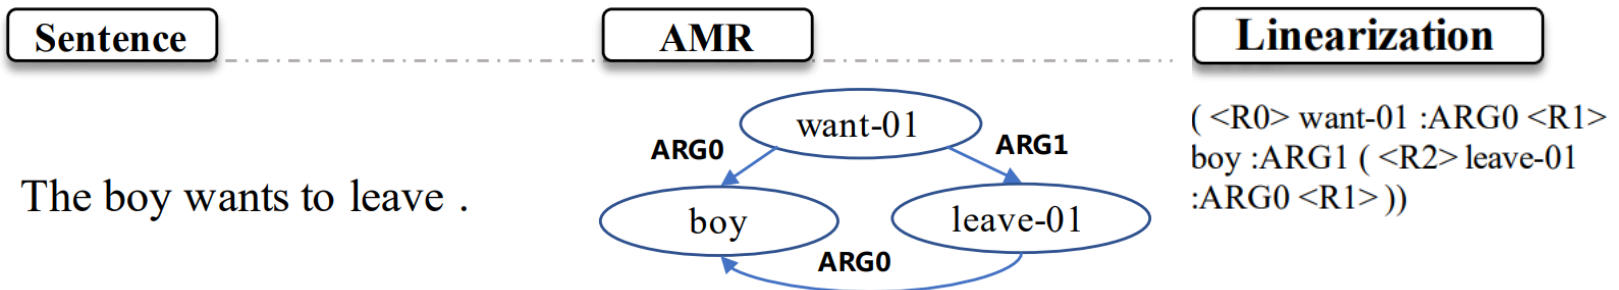 Sentence
AMR
Linearization
The boy wants to leave .
want-01
ARG0
ARG1
boy
leave-01
ARG0
( <R0> want-01 :ARG0 <R1>
boy :ARG1 ( <R2> leave-01
:ARG0 <R1> ))